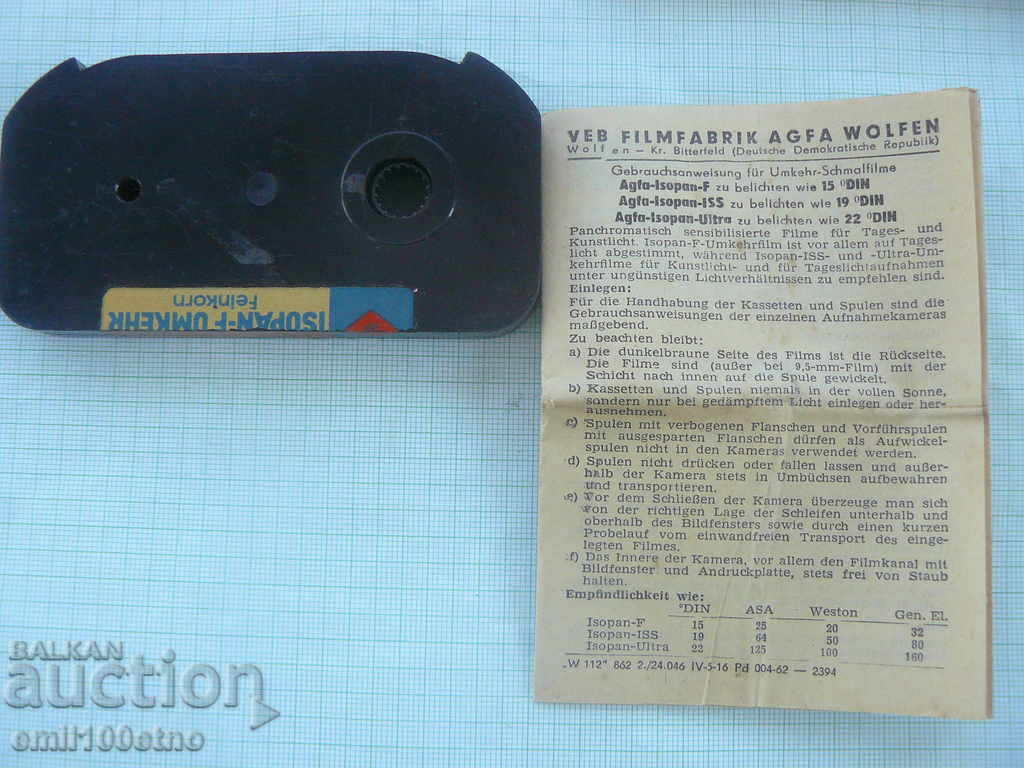 ISOPAN-F UMKEHR
Feinkorn
VEB FILMFABRIK AGFA WOLFEN
Wolfen – Kr. Bitterfeld (Deutsche Demokratische Republik)
Gebrauchsanweisung für Umkehr-Schmalfilme
Agfa-Isopan-F zu belichten wie 15 °DIN
Agfa-Isopan-ISS zu belichten wie 19 °DIN
Agfa-Isopan-Ultra zu belichten wie 22 °DIN
Panchromatisch sensibilisierte Filme für Tages- und
Kunstlicht. Isopan-F-Umkehrfilm ist vor allem auf Tages-
licht abgestimmt, während Isopan-ISS- und -Ultra-Um-
kehrfilme für Kunstlicht- und für Tageslichtaufnahmen
unter ungünstigen Lichtverhältnissen zu empfehlen sind.
Einlegen:
Für die Handhabung der Kassetten und Spulen sind die
Gebrauchsanweisungen der einzelnen Aufnahmekameras
maßgebend.
Zu beachten bleibt:
a) Die dunkelbraune Seite des Films ist die Rückseite.
Die Filme sind (außer bei 9,5-mm-Film) mit der
Schicht nach innen auf die Spule gewickelt.
b) Kassetten und Spulen niemals in der vollen Sonne,
sondern nur bei gedämpftem Licht einlegen oder her-
ausnehmen.
c) Spulen mit verbogenen Flanschen und Vorführspulen
mit ausgesparten Flanschen dürfen als Aufwickel-
spulen nicht in den Kameras verwendet werden.
d) Spulen nicht drücken oder fallen lassen und außer-
halb der Kamera stets in Umbüchsen aufbewahren
und transportieren.
e) Vor dem Schließen der Kamera überzeuge man sich
von der richtigen Lage der Schleifen unterhalb und
oberhalb des Bildfensters sowie durch einen kurzen
Probelauf vom einwandfreien Transport des einge-
legten Filmes.
f) Das Innere der Kamera, vor allem den Filmkanal mit
Bildfenster und Andruckplatte, stets frei von Staub
halten.
Empfindlichkeit wie:
°DIN ASA Weston Gen. El.
Isopan-F 15 25 20 32
Isopan-ISS 19 64 50 80
Isopan-Ultra 22 125 100 160
„W 112" 862 2./24.046 IV-5-16 Pd 004-62 — 2394
BALKAN
auction
emil100etno